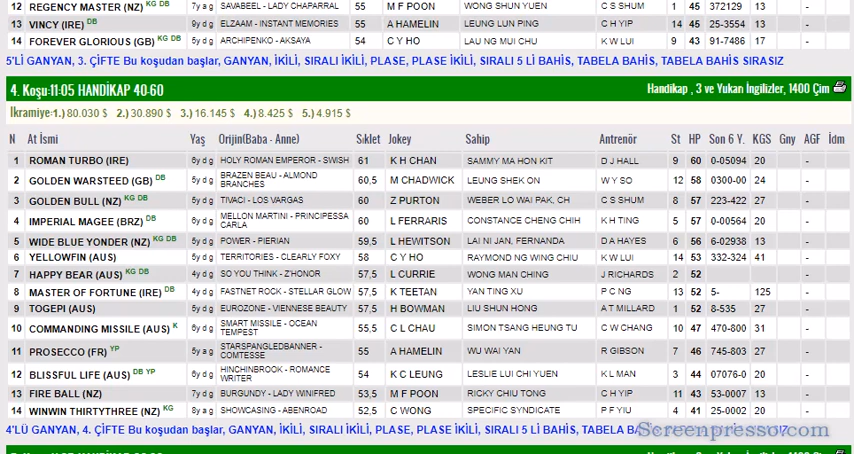 12 REGENCY MASTER (NZ) KG DB 7y a g SAVABEEL - LADY CHAPARRAL 55 M F POON WONG SHUN YUEN C S SHUM 1 45 372129 13 -
13 VINCY (IRE) DB 9y d g ELZAAM - INSTANT MEMORIES 55 A HAMELIN LEUNG LUN PING C H YIP 14 45 25-3554 13 -
14 FOREVER GLORIOUS (GB) KG DB 5y d g ARCHIPENKO - AKSAYA 54 C Y HO LAU NG MUI CHU K W LUI 9 43 91-7486 17 -
5'Lİ GANYAN, 3. ÇİFTE Bu koşudan başlar, GANYAN, İKİLİ, SIRALI İKİLİ, PLASE, PLASE İKİLİ, SIRALI 5 Lİ BAHİS, TABELA BAHİS, TABELA BAHİS SIRASIZ
4. Koşu:11:05 HANDİKAP 40-60 Handikap , 3 ve Yukarı İngilizler, 1400 Çim
İkramiye:1.) 80.030 $ 2.) 30.890 $ 3.) 16.145 $ 4.) 8.425 $ 5.) 4.915 $
N At İsmi Yaş Orijin(Baba - Anne) Sıklet Jokey Sahip Antrenör St HP Son 6 Y. KGS Gny AGF İdm
1 ROMAN TURBO (IRE) 6y d g HOLY ROMAN EMPEROR - SWISH 61 K H CHAN SAMMY MA HON KIT D J HALL 9 60 0-05094 20 -
2 GOLDEN WARSTEED (GB) DB 5y d g BRAZEN BEAU - ALMOND BRANCHES 60,5 M CHADWICK LEUNG SHEK ON W Y SO 12 58 0300-00 24 -
3 GOLDEN BULL (NZ) KG DB 5y d g TIVACI - LOS VARGAS 60 Z PURTON WEBER LO WAI PAK, CH C S SHUM 8 57 223-422 27 -
4 IMPERIAL MAGEE (BRZ) DB 6y d g MELLON MARTINI - PRINCIPESSA CARLA 60 L FERRARIS CONSTANCE CHENG CHIH K H TING 5 57 0-00564 20 -
5 WIDE BLUE YONDER (NZ) KG DB 6y d g POWER - PIERIAN 59,5 L HEWITSON LAI NI JAN, FERNANDA D A HAYES 6 56 6-02938 13 -
6 YELLOWFIN (AUS) 5y d g TERRITORIES - CLEARLY FOXY 58 C Y HO RAYMOND NG WING CHIU K W LUI 14 53 332-324 41 -
7 HAPPY BEAR (AUS) KG DB 4y d g SO YOU THINK - Z'HONOR 57,5 L CURRIE WONG MAN CHING J RICHARDS 2 52 -
8 MASTER OF FORTUNE (IRE) DB 4y d g FASTNET ROCK - STELLAR GLOW 57,5 K TEETAN YAN TING XU P C NG 13 52 5- 125 -
9 TOGEPI (AUS) 6y d g EUROZONE - VIENNESE BEAUTY 57,5 H BOWMAN LIU SHUN HONG A T MILLARD 1 52 8-535 27 -
10 COMMANDING MISSILE (AUS) K 6y d g SMART MISSILE - OCEAN TEMPEST 55,5 C L CHAU SIMON TSANG HEUNG TU C W CHANG 10 47 470-800 31 -
11 PROSECCO (FR) YP 5y a g STARSPANGLEDBANNER - COMTESSE 55 A HAMELIN WU WAI YAN R GIBSON 7 46 745-803 27 -
12 BLISSFUL LIFE (AUS) DB YP 6y d g HINCHINBROOK - ROMANCE WRITER 54 K C LEUNG LESLIE LUI CHI YUEN K L MAN 3 44 07076-0 20 -
13 FIRE BALL (NZ) 7y d g BURGUNDY - LADY WINIFRED 53,5 M F POON RICKY CHIU TONG C H YIP 11 43 53-0007 13 -
14 WINWIN THIRTYTHREE (NZ) KG 8y a g SHOWCASING - ABENROAD 52,5 C WONG SPECIFIC SYNDICATE P F YIU 4 41 25-0002 20 -
4'LÜ GANYAN, 4. ÇİFTE Bu koşudan başlar, GANYAN, İKİLİ, SIRALI İKİLİ, PLASE, PLASE İKİLİ, SIRALI 5 Lİ BAHİS, TABELA
Screenpresso.com